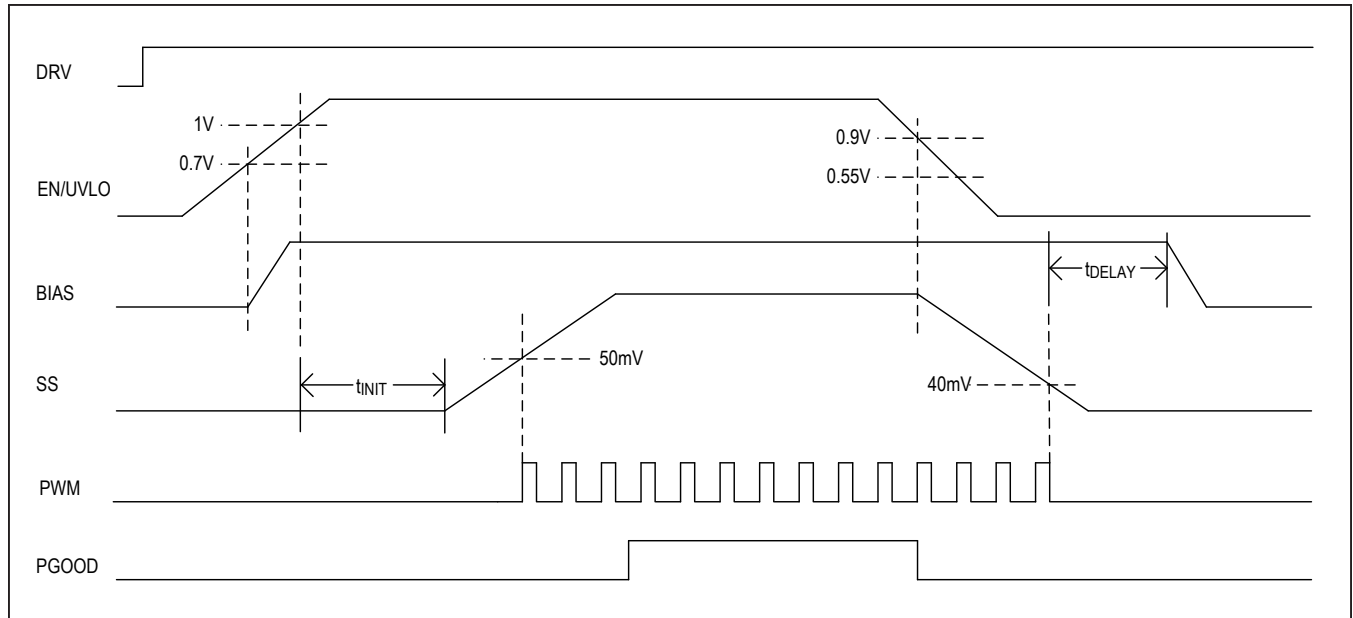 DRV
1V
0.9V
0.7V
0.55V
EN/UVLO
tDELAY
BIAS
50mV
tINIT
SS
40mV
PWM
PGOOD